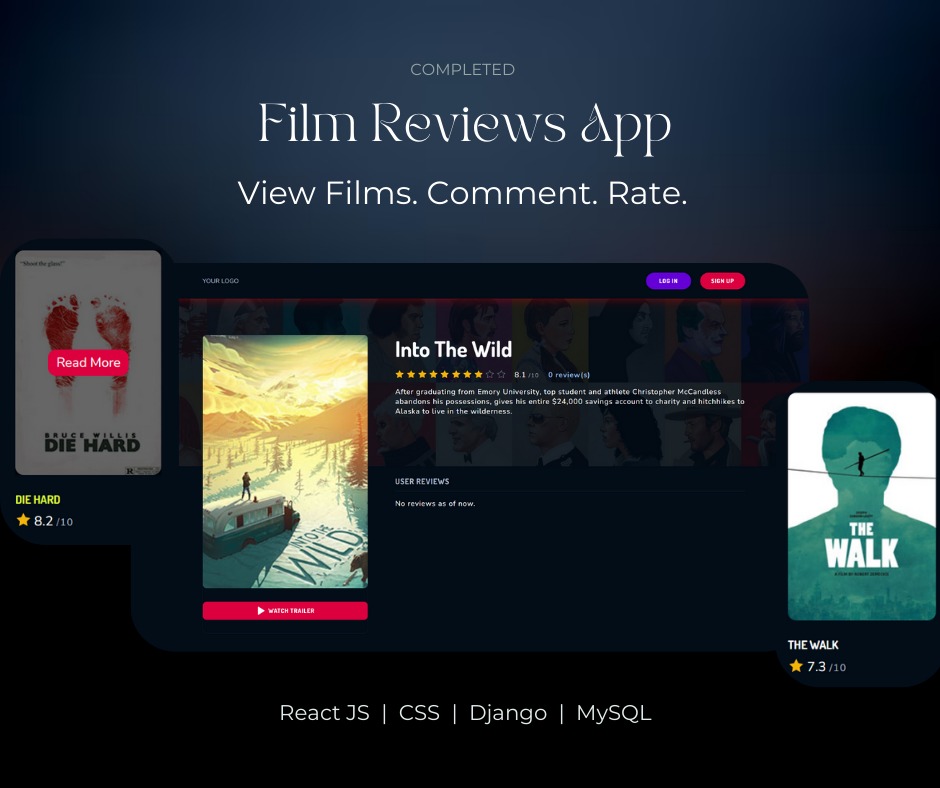 COMPLETED
Film Reviews App
View Films. Comment. Rate.
"Shoot the glass!"
Read More
BRUCE WILLIS
DIE HARD
R
DIE HARD
8.2 /10
YOUR LOGO
LOG IN
SIGN UP
Into The Wild
8.1 /10 0 review(s)
After graduating from Emory University, top student and athlete Christopher McCandless
abandons his possessions, gives his entire $24,000 savings account to charity and hitchhikes to
Alaska to live in the wilderness.
INTO THE
WILD
WATCH TRAILER
USER REVIEWS
No reviews as of now.
THE
WALK
A FILM BY ROBERT ZEMECKIS
THE WALK
7.3 /10
React JS | CSS | Django | MySQL